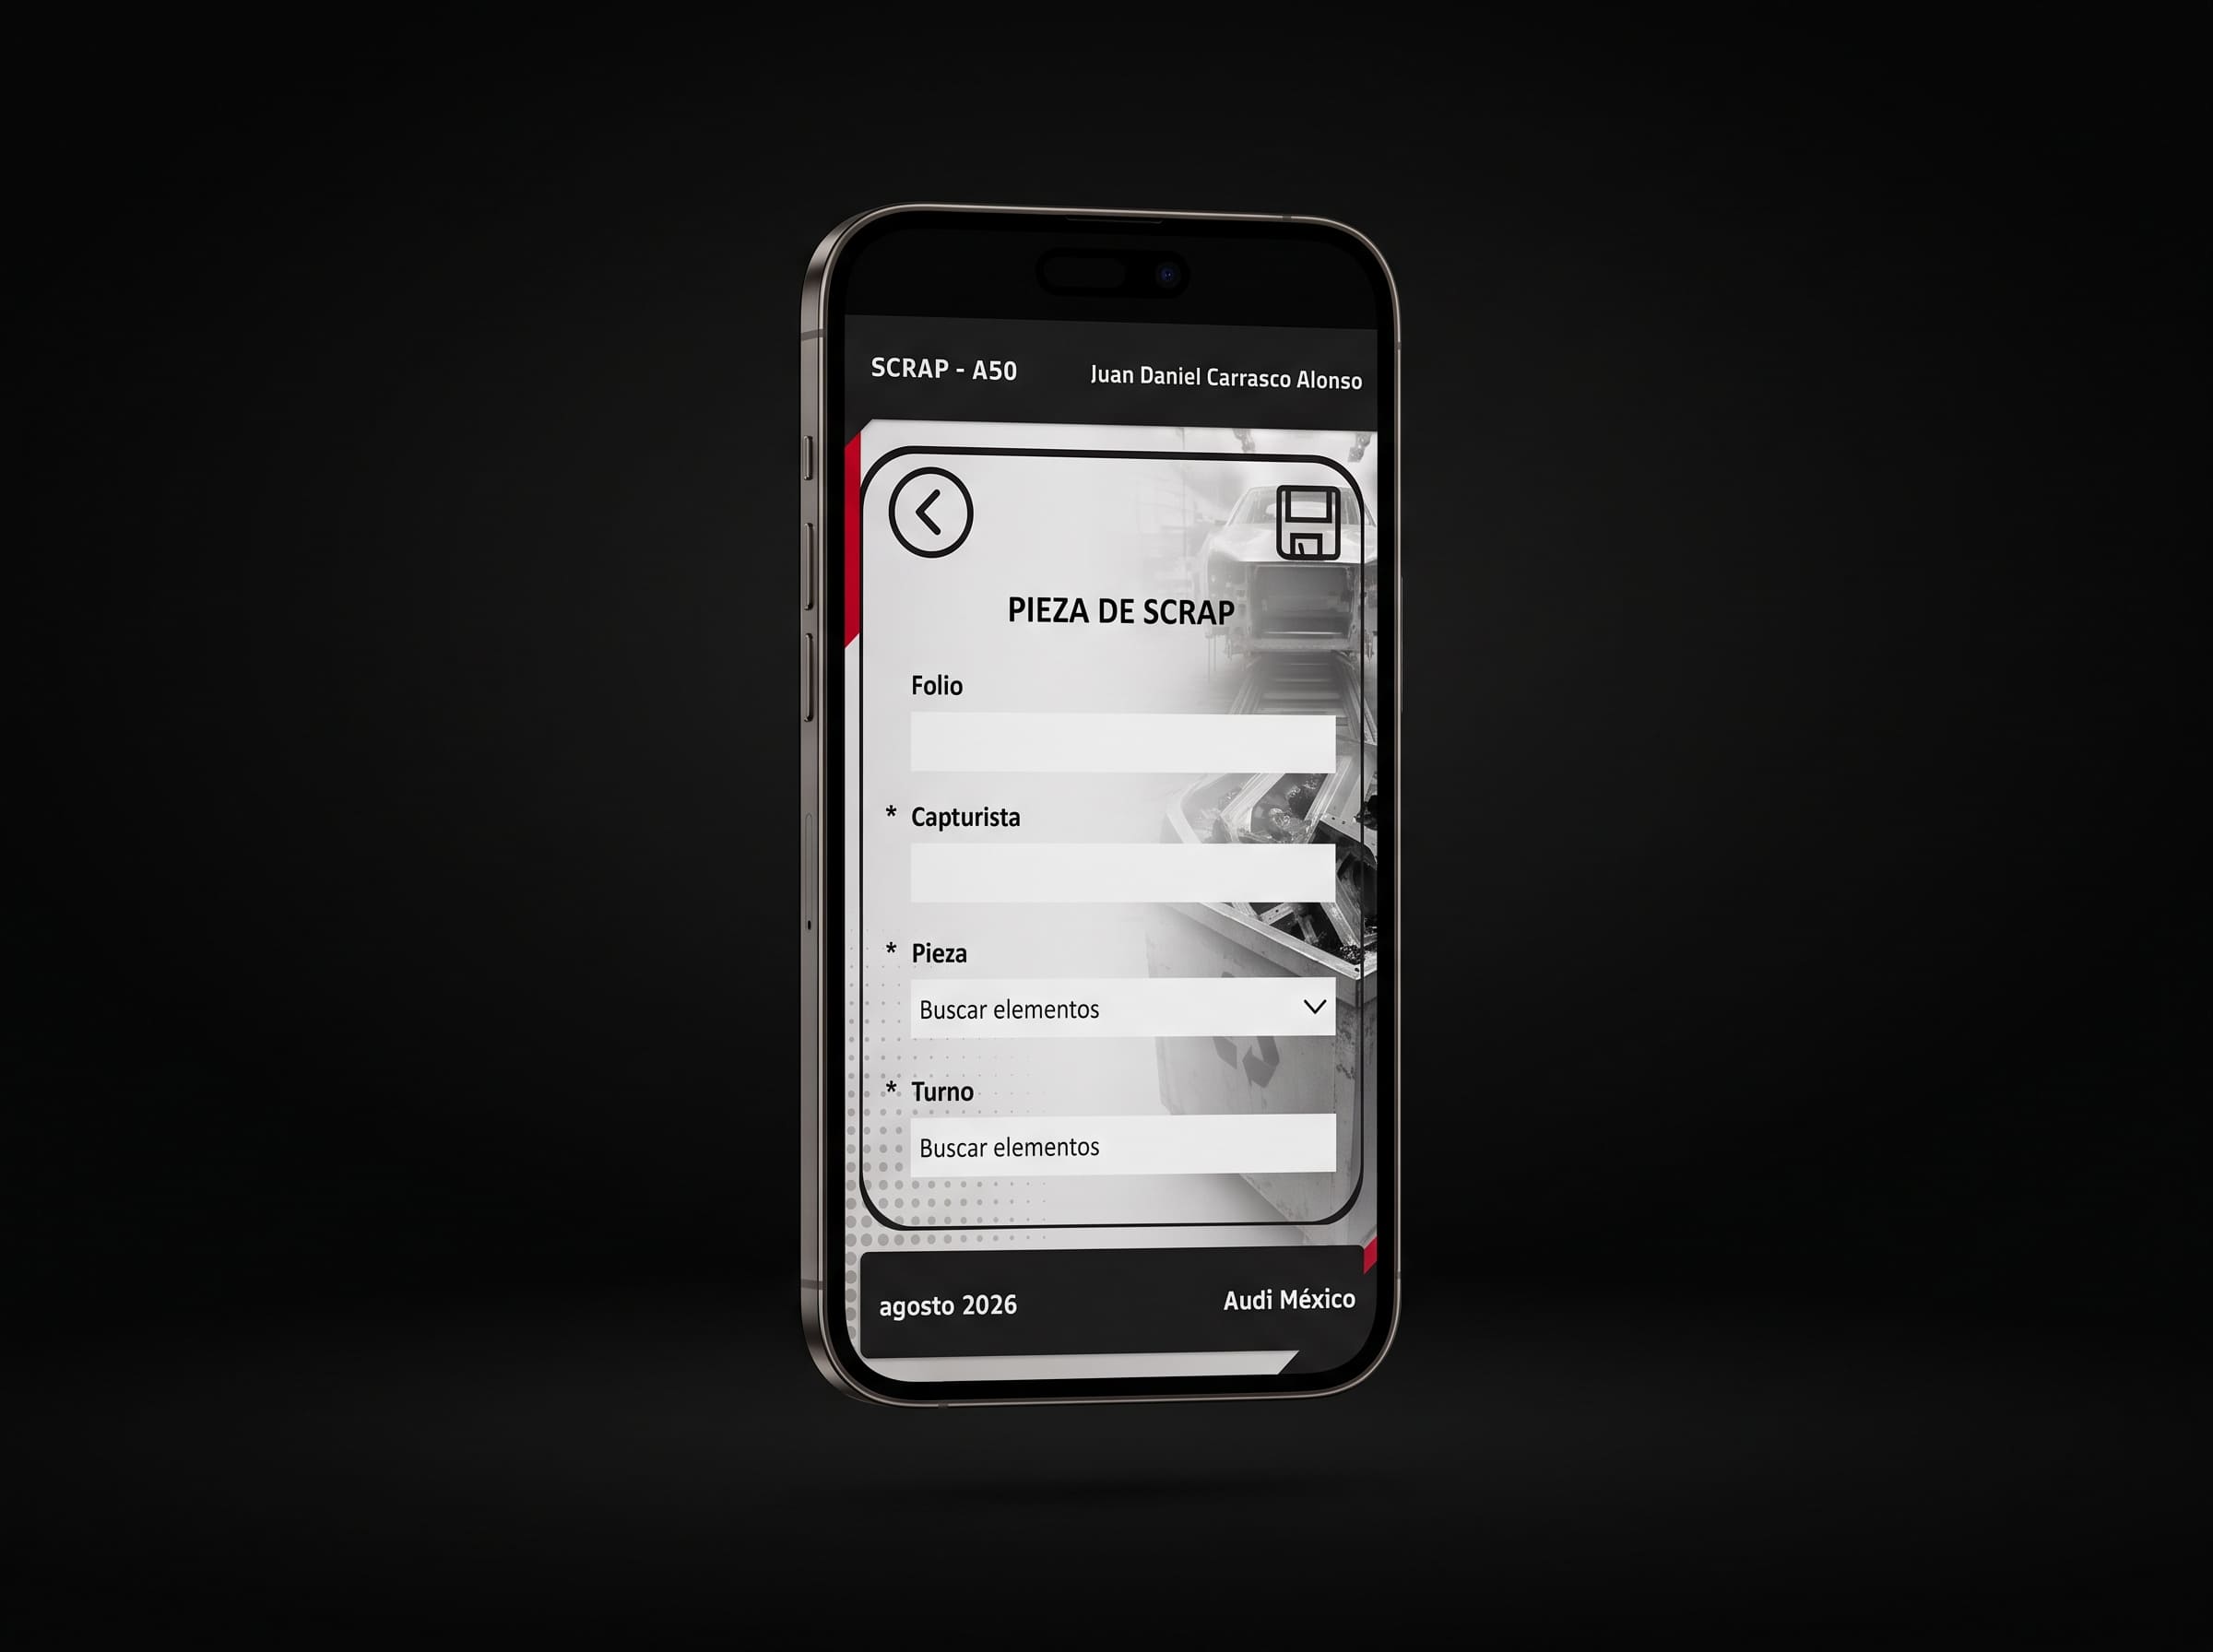 SCRAP - A50
Juan Daniel Carrasco Alonso
PIEZA DE SCRAP
Folio
* Capturista
* Pieza
Buscar elementos
* Turno
Buscar elementos
agosto 2026
Audi México